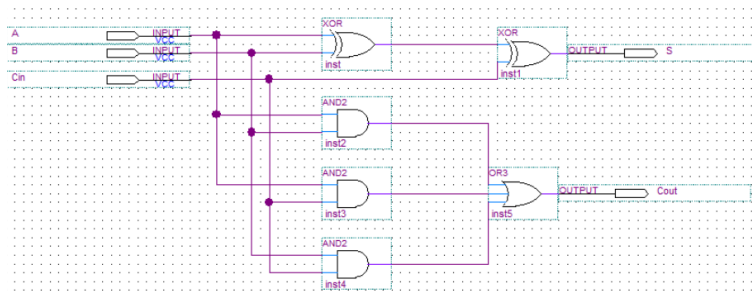 XOR
XOR
A
INPUT
VCC
B
INPUT
VCC
inst
OUTPUT
S
Cin
INPUT
VCC
inst1
AND2
inst2
AND2
OR3
OUTPUT
Cout
inst3
inst5
AND2
inst4